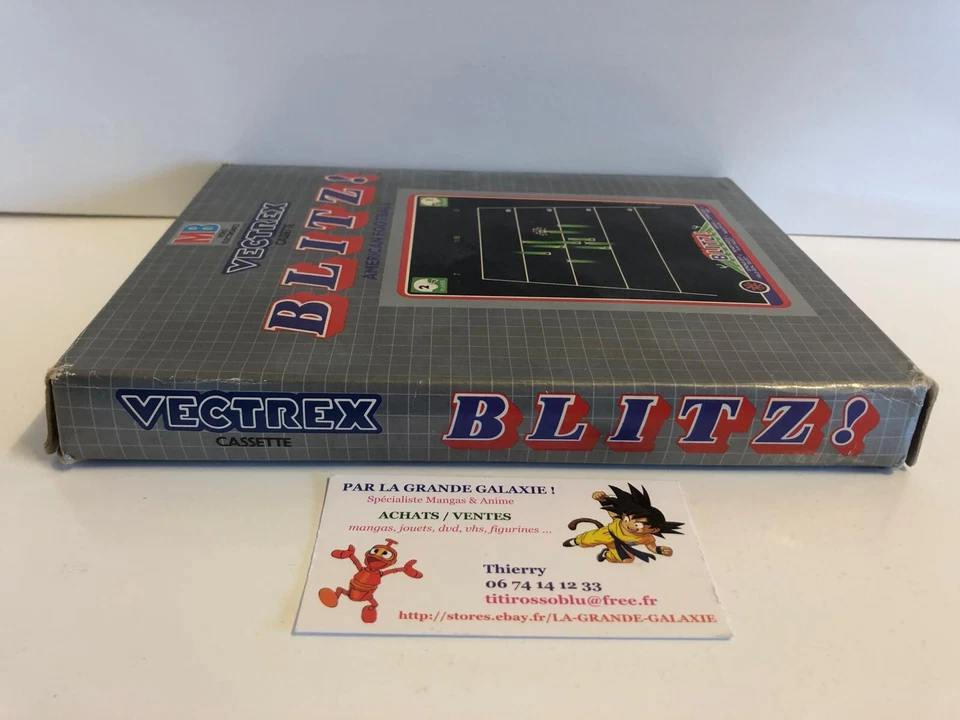 MB
VECTREX
CASSETTE
BLITZ!
AMERICAN FOOTBALL
2
BLITZ!
VECTREX
CASSETTE
BLITZ!
PAR LA GRANDE GALAXIE !
Spécialiste Mangas & Anime
ACHATS / VENTES
mangas, jouets, dvd, vhs, figurines ...
Thierry
06 74 14 12 33
titirossoblu@free.fr
http://stores.ebay.fr/LA-GRANDE-GALAXIE